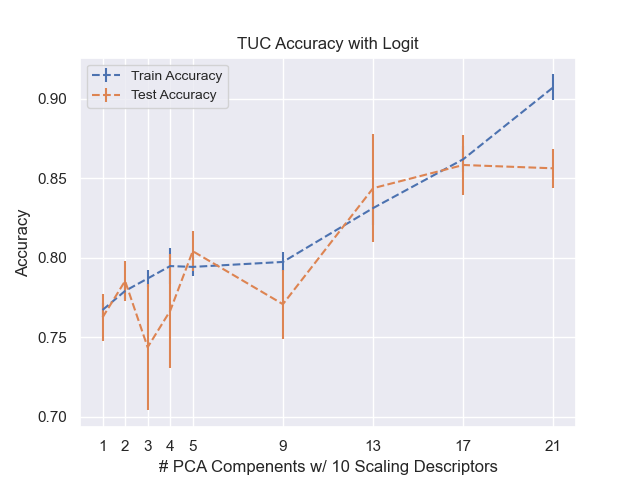 TUC Accuracy with Logit
Train Accuracy
Test Accuracy
0.90
0.85
0.80
0.75
0.70
Accuracy
1 2 3 4 5 9 13 17 21
# PCA Compenents w/ 10 Scaling Descriptors